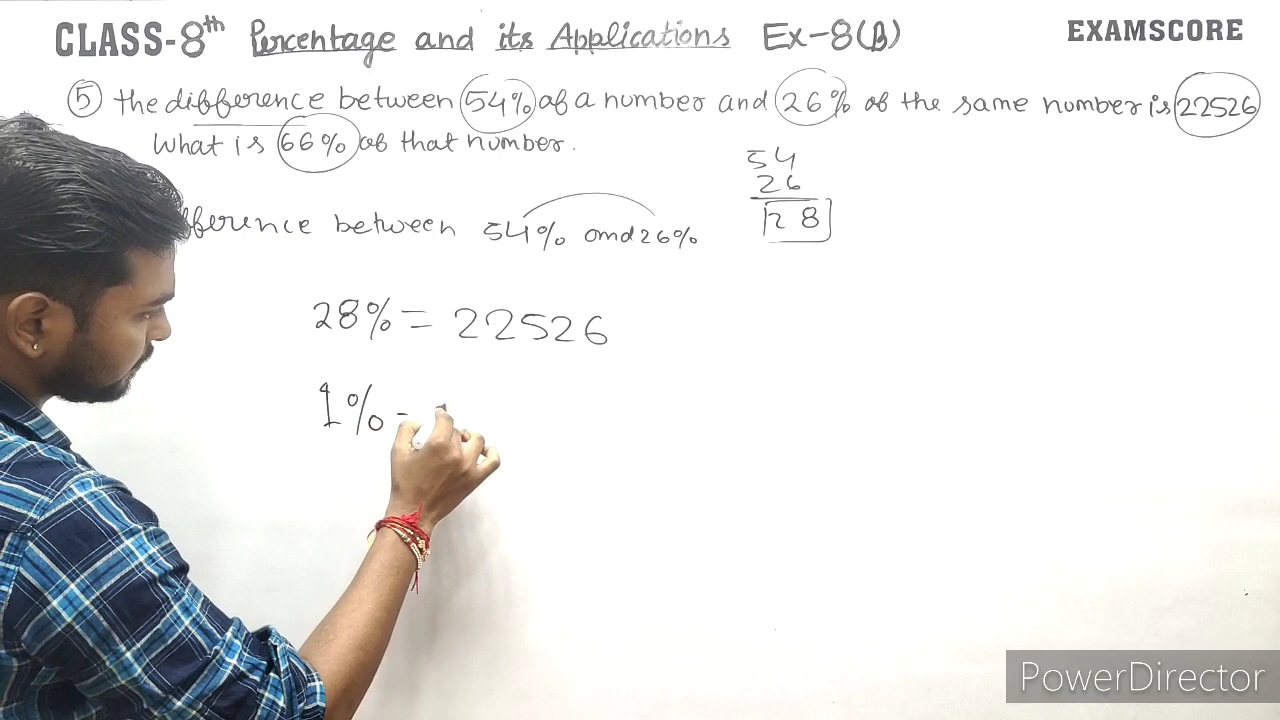 CLASS-8th Percentage and its Applications Ex-8(B)
EXAMSCORE
⑤ the difference between 54% of a number and 26% of the same number is 22526
What is 66% of that number.
54
26
28
fference between 54% and 26%
28% = 22526
1% =
PowerDirector